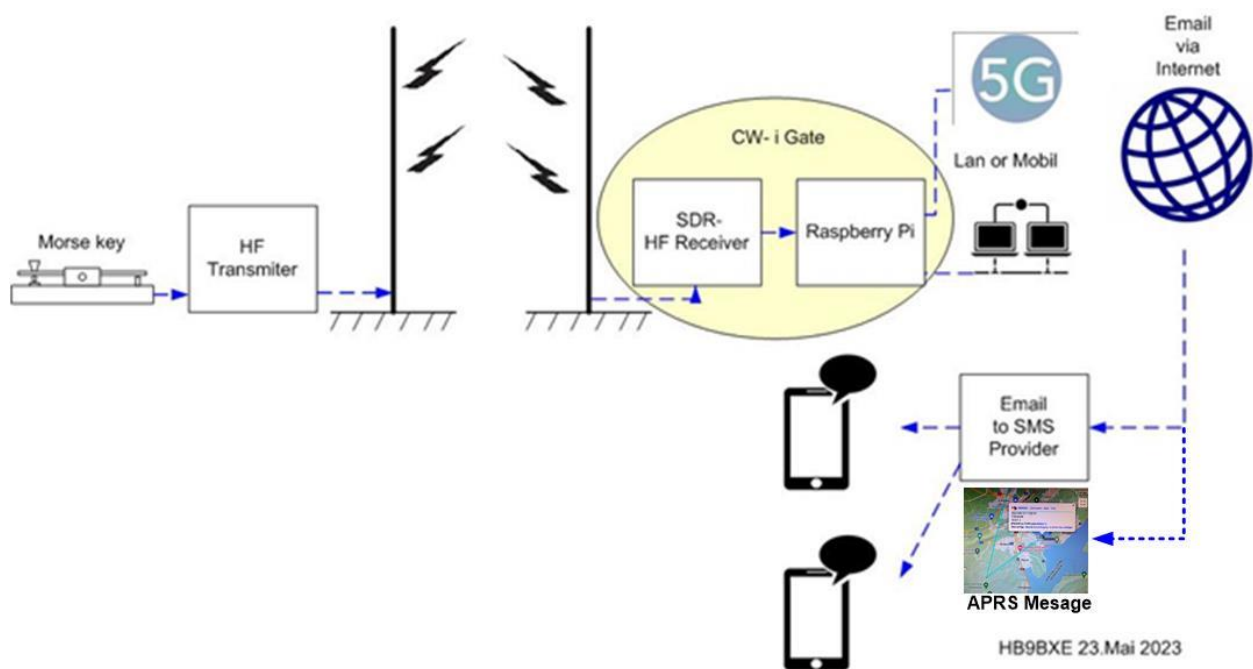 Email
via
Internet
5G
CW- i Gate
Lan or Mobil
SDR-
HF Receiver
Raspberry Pi
Morse key
HF
Transmiter
Email
to SMS
Provider
APRS Mesage
HB9BXE 23.Mai 2023